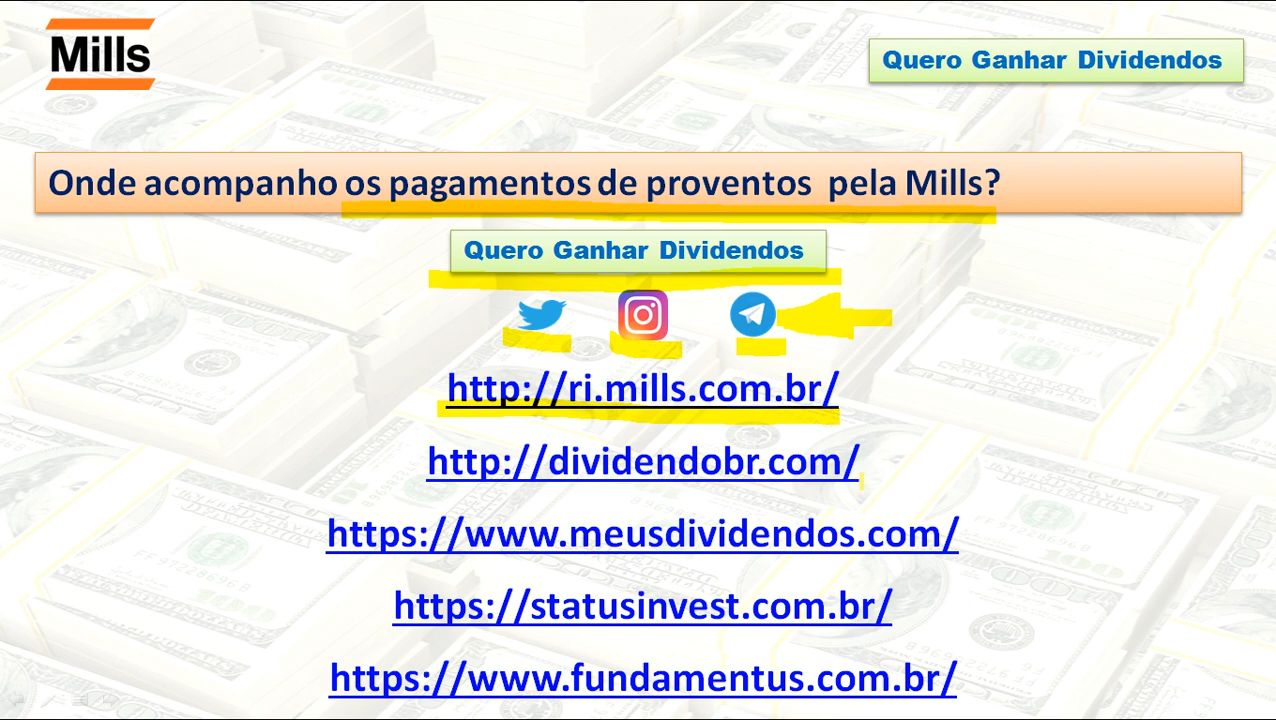 Mills
Quero Ganhar Dividendos
Onde acompanho os pagamentos de proventos pela Mills?
Quero Ganhar Dividendos
http://ri.mills.com.br/
http://dividendobr.com/
https://www.meusdividendos.com/
https://statusinvest.com.br/
https://www.fundamentus.com.br/